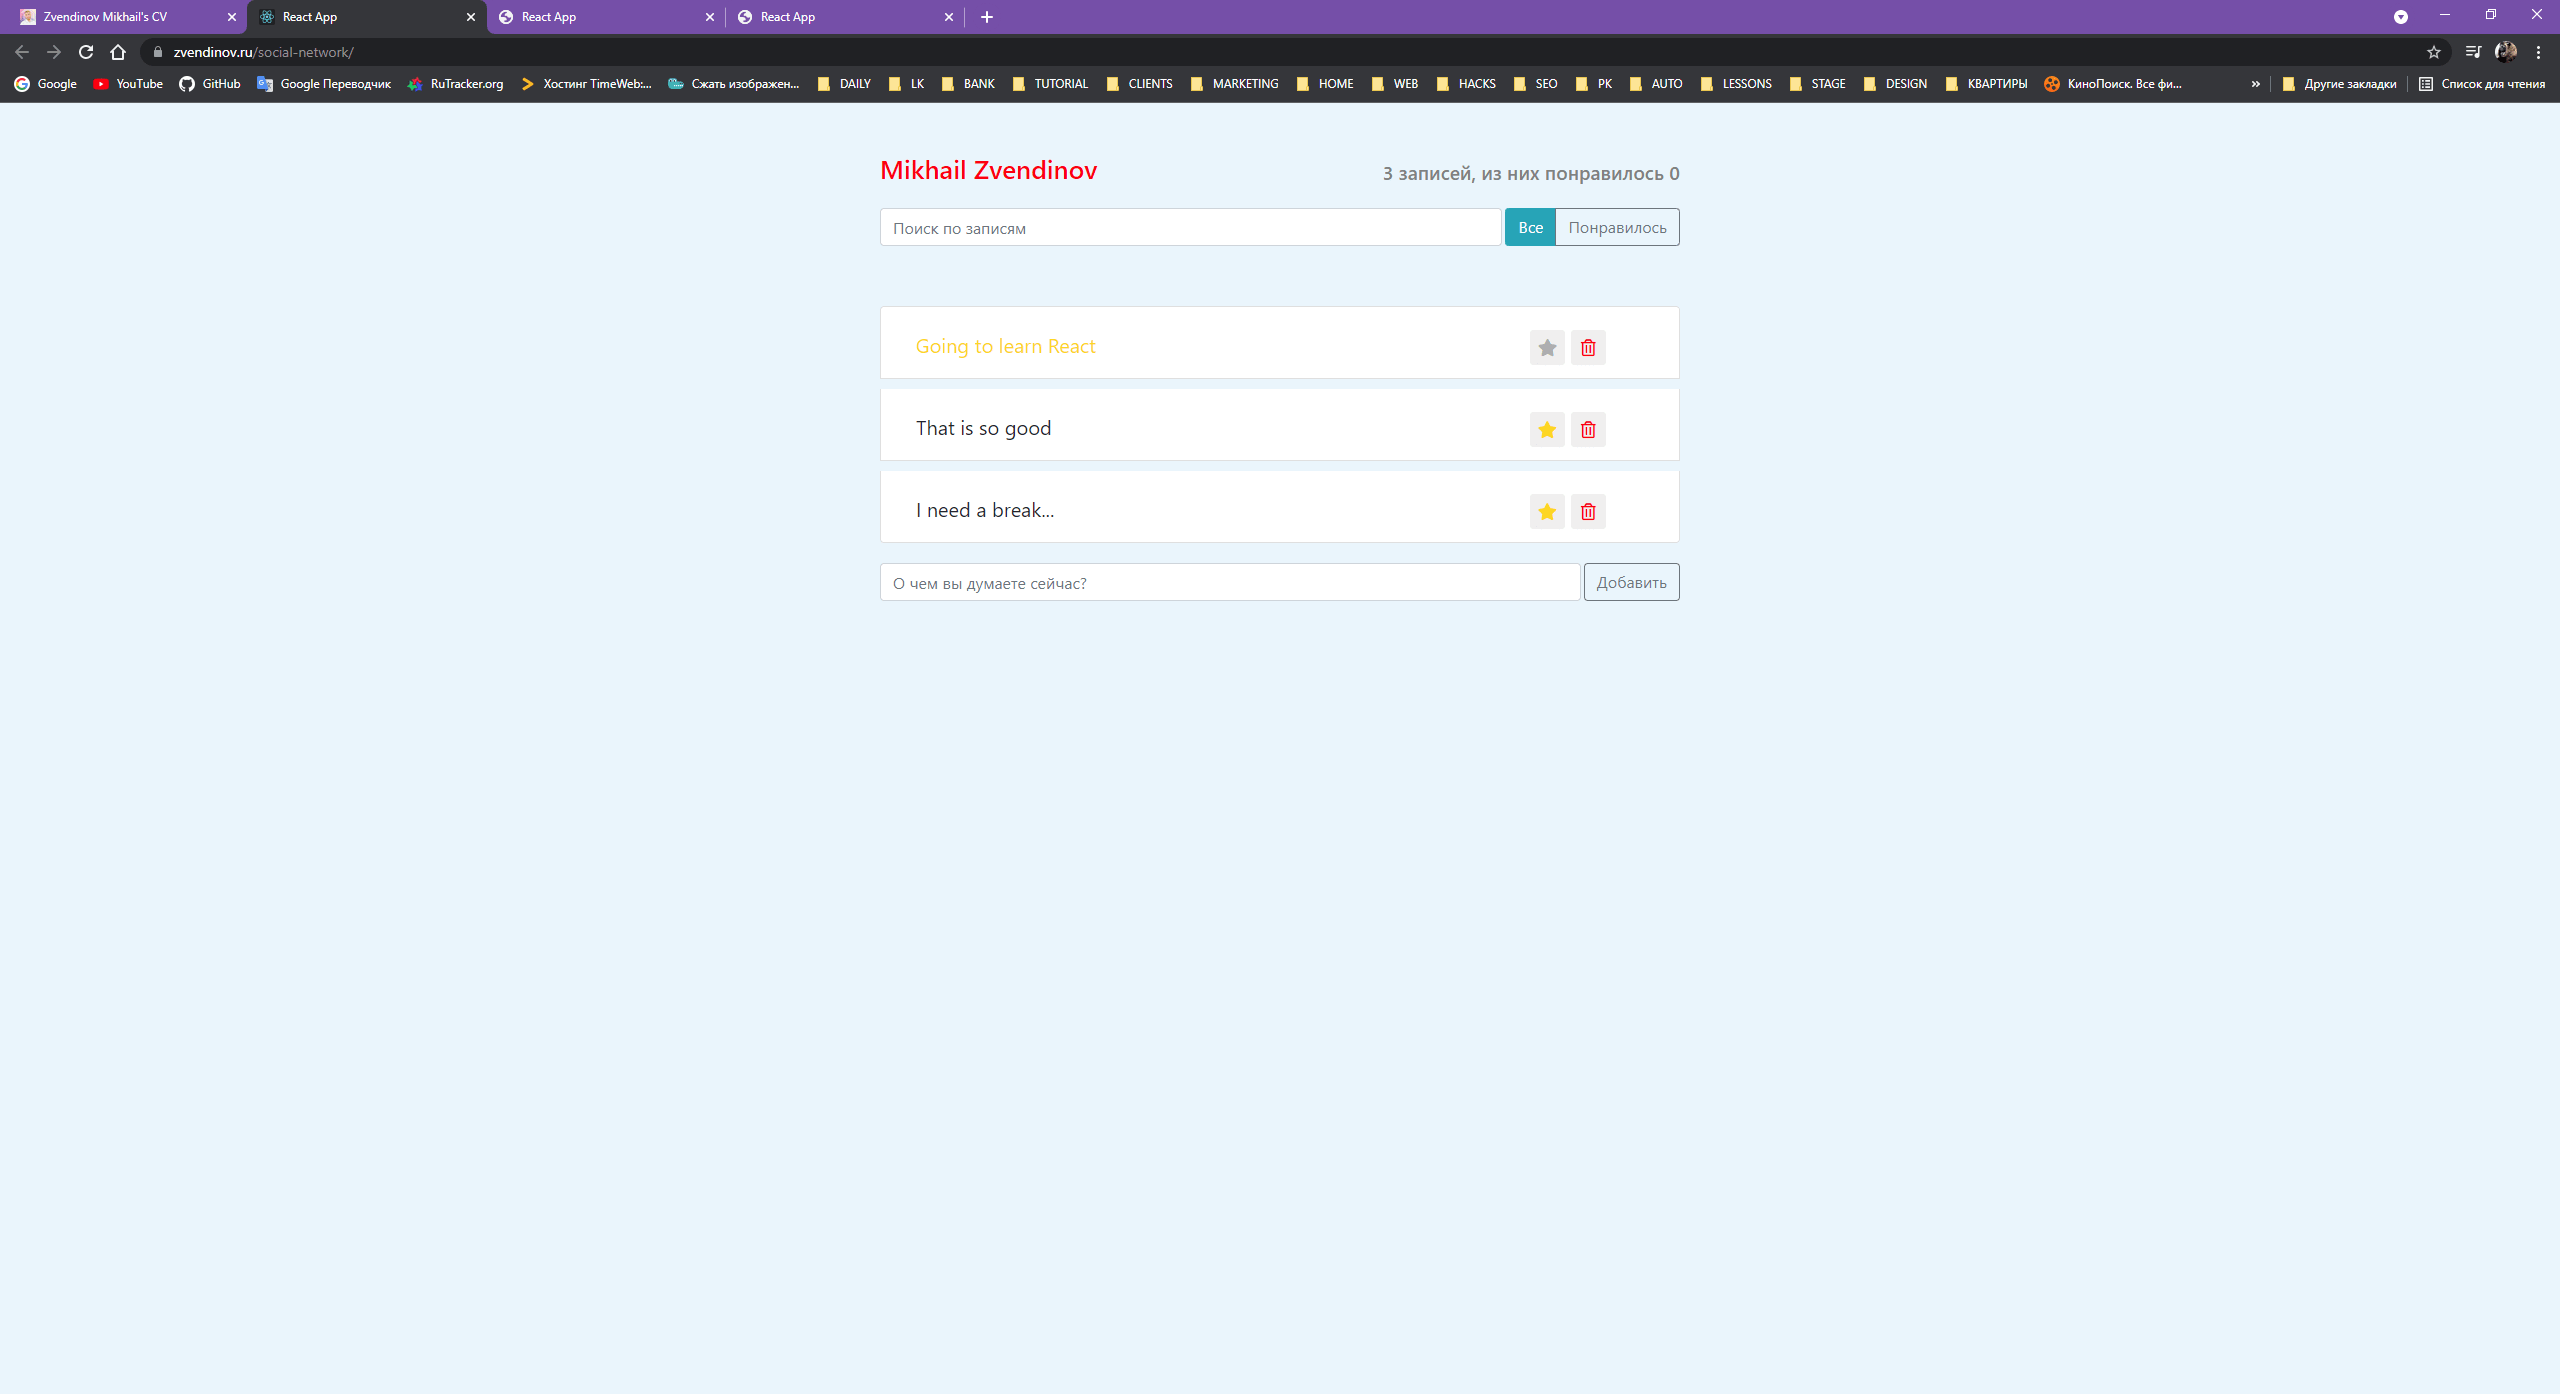 Zvendinov Mikhail's CV
React App
React App
React App
zvendinov.ru/social-network/
Google
YouTube
GitHub
Google Переводчик
RuTracker.org
Хостинг TimeWeb:...
Сжать изображен...
DAILY
LK
BANK
TUTORIAL
CLIENTS
MARKETING
HOME
WEB
HACKS
SEO
PK
AUTO
LESSONS
STAGE
DESIGN
КВАРТИРЫ
КиноПоиск. Все фи...
»
Другие закладки
Список для чтения
Mikhail Zvendinov
3 записей, из них понравилось 0
Поиск по записям
Все
Понравилось
Going to learn React
That is so good
I need a break...
О чем вы думаете сейчас?
Добавить